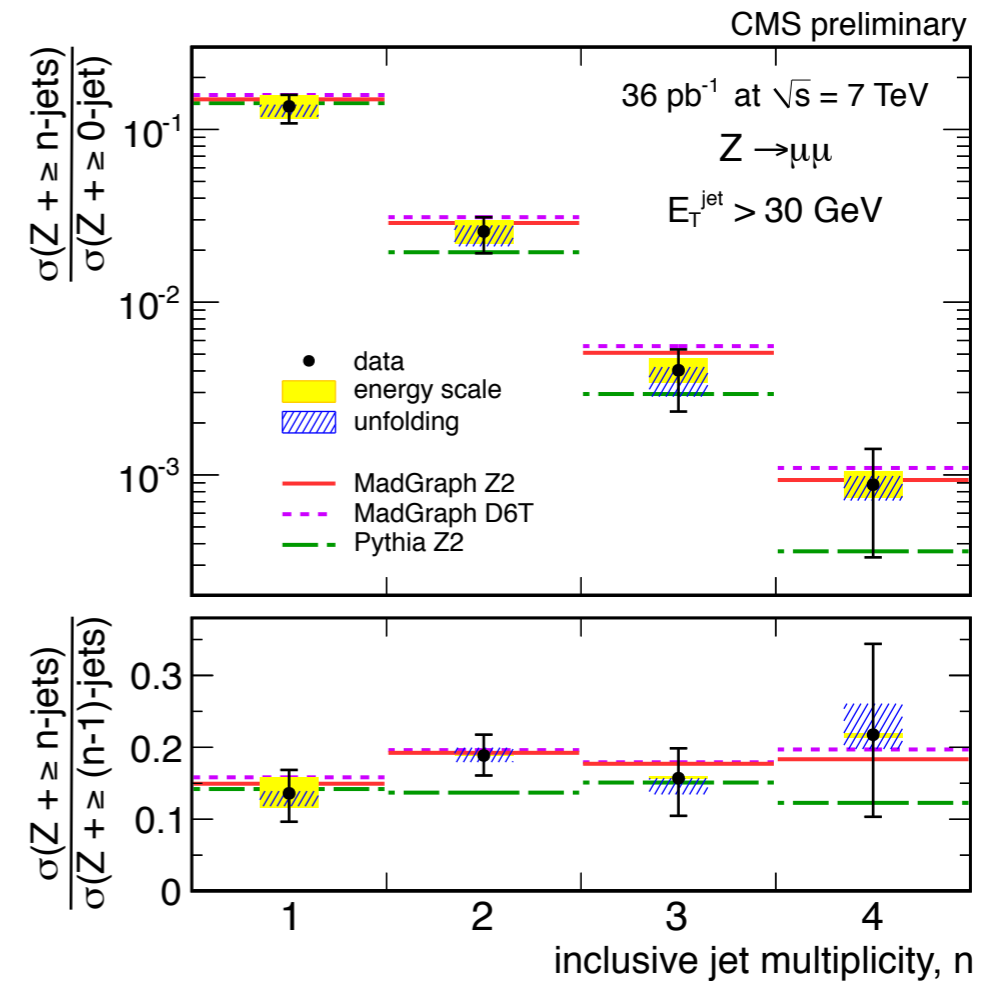 CMS preliminary
σ(Z + ≥ n-jets)
σ(Z + ≥ 0-jet)
36 pb⁻¹ at √s = 7 TeV
Z →μμ
E_T^jet > 30 GeV
10⁻¹
10⁻²
10⁻³
data
energy scale
unfolding
MadGraph Z2
MadGraph D6T
Pythia Z2
σ(Z + ≥ n-jets)
σ(Z + ≥ (n-1)-jets)
0.3
0.2
0.1
0
1 2 3 4
inclusive jet multiplicity, n